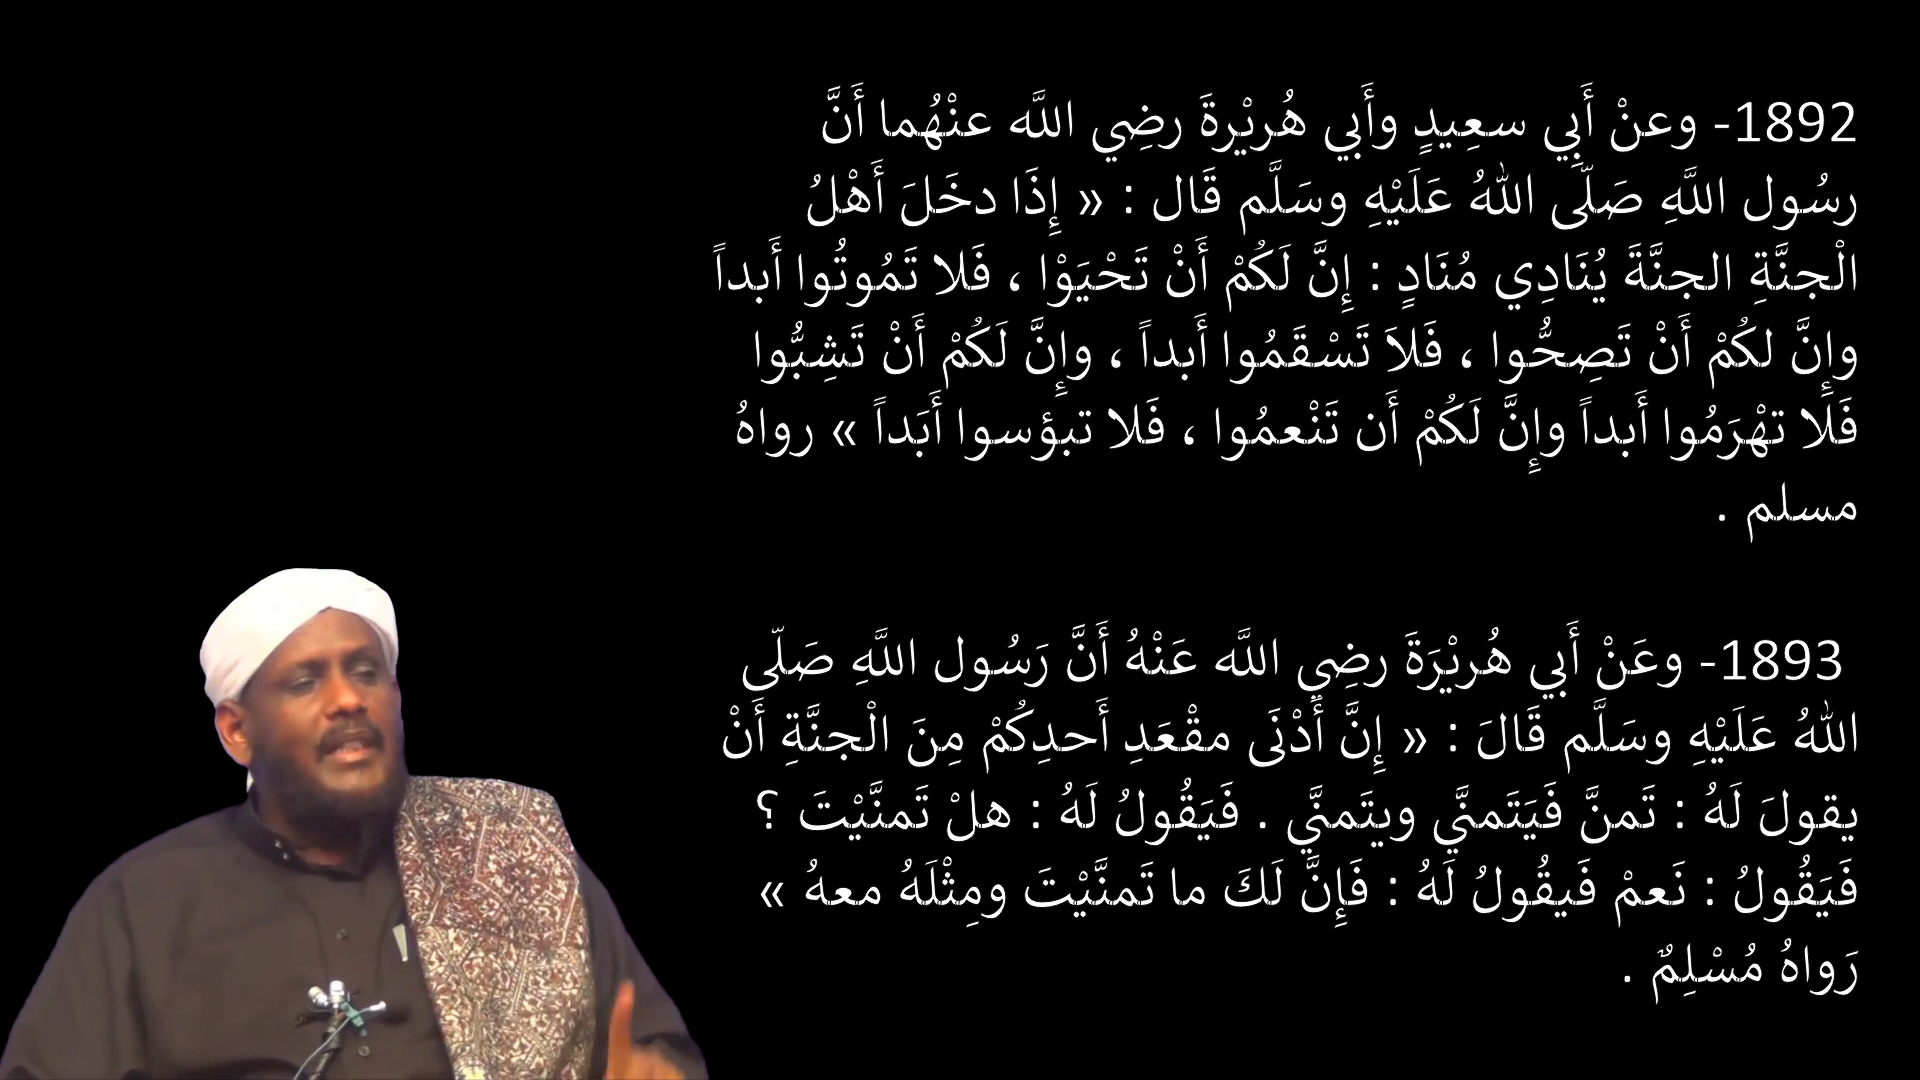 1892- وعنْ أَبِي سعِيدٍ وأَبي هُريْرةَ رضِي اللَّه عنْهُما أَنَّ
رسُول اللَّهِ صَلّى اللهُ عَلَيْهِ وسَلَّم قَال : « إِذَا دخَلَ أَهْلُ
الْجنَّةِ الجنَّةَ يُنَادِي مُنَادٍ : إِنَّ لَكُمْ أَنْ تَحْيَوْا ، فَلا تَمُوتُوا أَبداً
وإِنَّ لكُمْ أَنْ تَصِحُّوا ، فَلاَ تَسْقَمُوا أَبداً ، وإِنَّ لَكُمْ أَنْ تَشِبُّوا
فَلا تهْرَمُوا أَبداً وإِنَّ لَكُمْ أَن تَنْعمُوا ، فَلا تبؤسوا أَبَداً » رواهُ
مسلم .
1893- وعَنْ أَبي هُريْرَةَ رضِي اللَّه عَنْهُ أَنَّ رَسُول اللَّهِ صَلّى
اللهُ عَلَيْهِ وسَلَّم قَالَ : « إِنَّ أَدْنَى مقْعَدِ أَحدِكُمْ مِنَ الْجنَّةِ أَنْ
يقولَ لَهُ : تَمنَّ فَيَتَمنَّي ويتَمنَّي . فَيَقُولُ لَهُ : هلْ تَمنَّيْتَ ؟
فَيَقُولُ : نَعمْ فَيقُولُ لَهُ : فَإِنَّ لَكَ ما تَمنَّيْتَ ومِثْلَهُ معهُ »
رَواهُ مُسْلِمٌ .